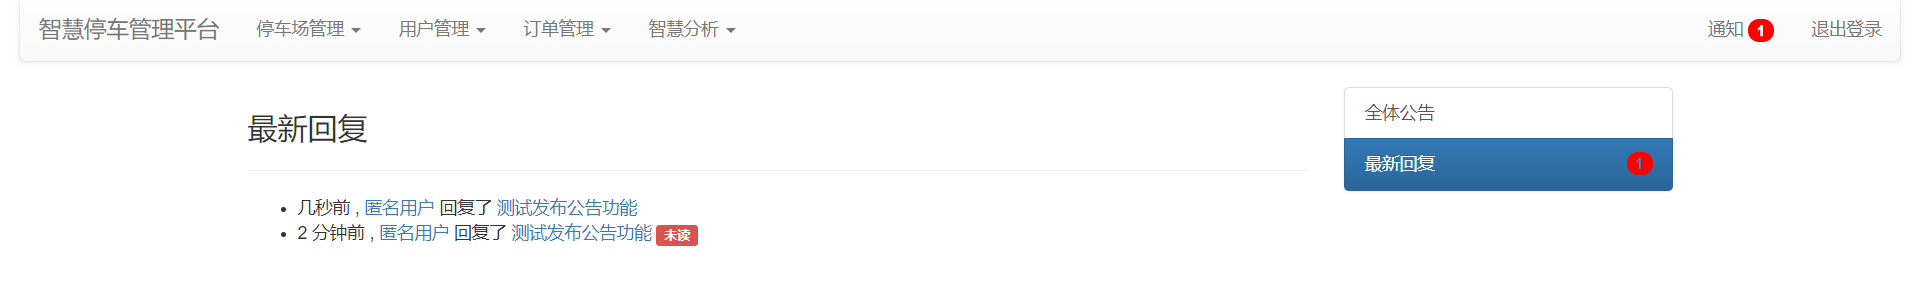 智慧停车管理平台 停车场管理 用户管理 订单管理 智慧分析 通知 1 退出登录
全体公告
最新回复
最新回复 1
几秒前 , 匿名用户 回复了 测试发布公告功能
2 分钟前 , 匿名用户 回复了 测试发布公告功能 未读